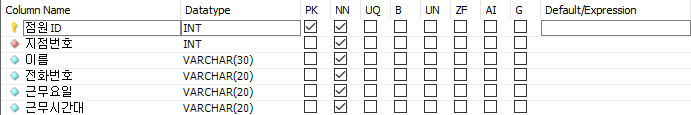 Column Name Datatype PK NN UQ B UN ZF AI G Default/Expression
점원ID INT
지점번호 INT
이름 VARCHAR(30)
전화번호 VARCHAR(20)
근무요일 VARCHAR(20)
근무시간대 VARCHAR(20)